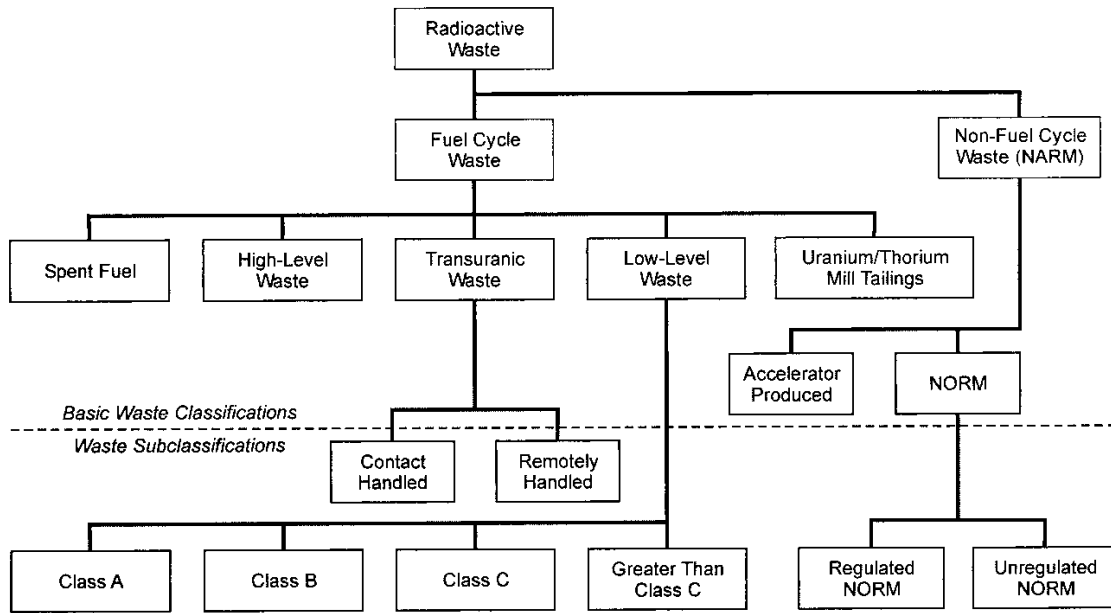 Radioactive
Waste
Fuel Cycle
Waste
Non-Fuel Cycle
Waste (NARM)
Spent Fuel
High-Level
Waste
Transuranic
Waste
Low-Level
Waste
Uranium/Thorium
Mill Tailings
Accelerator
Produced
NORM
Basic Waste Classifications
Waste Subclassifications
Contact
Handled
Remotely
Handled
Class A
Class B
Class C
Greater Than
Class C
Regulated
NORM
Unregulated
NORM